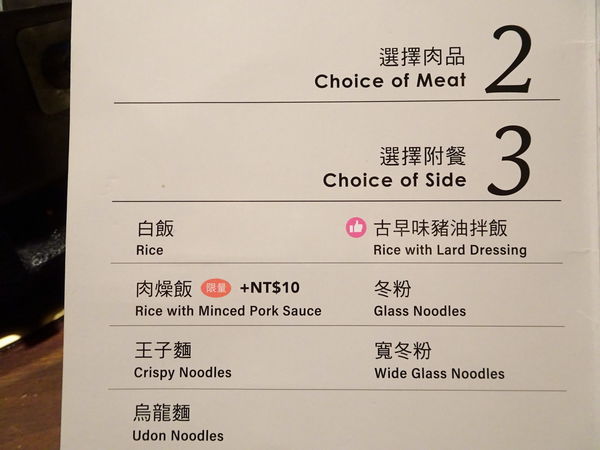 選擇肉品
Choice of Meat
2
選擇附餐
Choice of Side
3
白飯
Rice
古早味豬油拌飯
Rice with Lard Dressing
肉燥飯 限量 +NT$10
Rice with Minced Pork Sauce
冬粉
Glass Noodles
王子麵
Crispy Noodles
寬冬粉
Wide Glass Noodles
烏龍麵
Udon Noodles